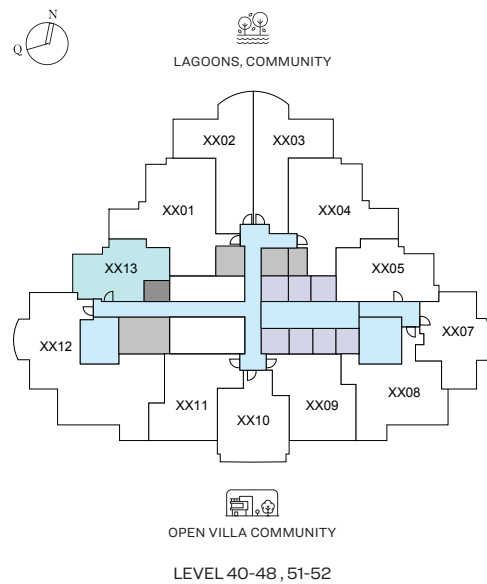 N
Q
LAGOONS, COMMUNITY
XX02 XX03
XX01 XX04
XX13 XX05
XX12 XX07
XX11 XX10 XX09 XX08
OPEN VILLA COMMUNITY
LEVEL 40-48 , 51-52